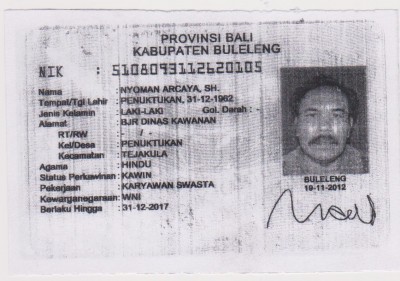 PROVINSI BALI
KABUPATEN BULELENG
NIK : 5108093112620105
Nama : NYOMAN ARCAYA, SH.
Tempat/Tgl Lahir : PENUKTUKAN, 31-12-1962
Jenis Kelamin : LAKI-LAKI Gol. Darah : -
Alamat : BJR DINAS KAWANAN
RT/RW : - / -
Kel/Desa : PENUKTUKAN
Kecamatan : TEJAKULA
Agama : HINDU
Status Perkawinan : KAWIN
Pekerjaan : KARYAWAN SWASTA
Kewarganegaraan : WNI
Berlaku Hingga : 31-12-2017
BULELENG
19-11-2012